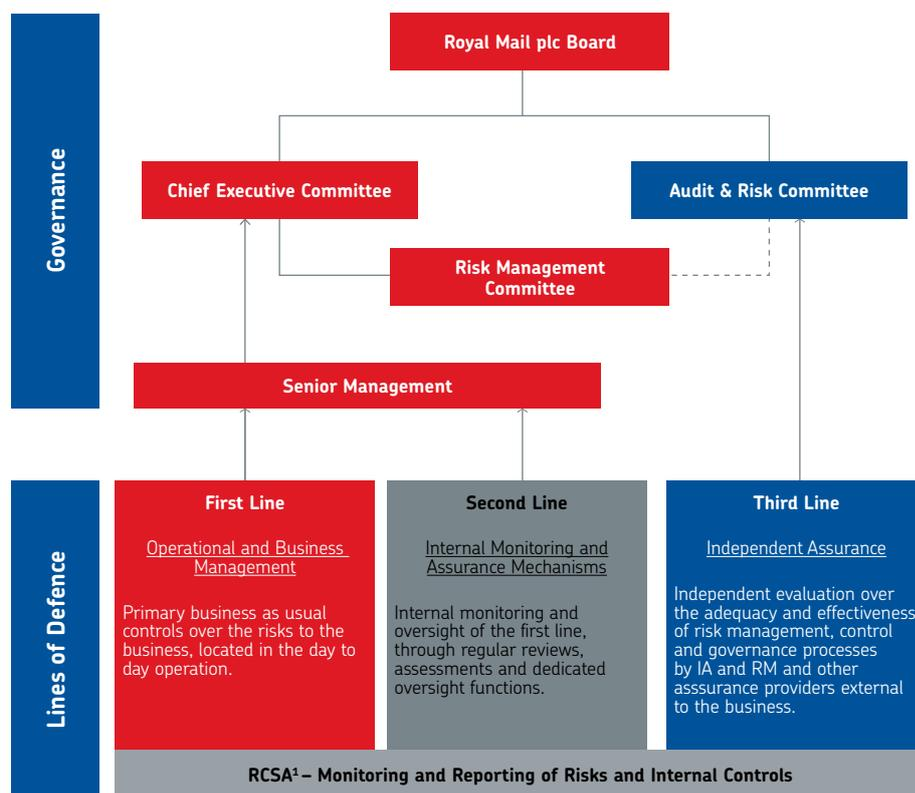 Royal Mail plc Board
Governance
Chief Executive Committee
Audit & Risk Committee
Risk Management
Committee
Senior Management
Lines of Defence
First Line
Operational and Business
Management
Primary business as usual
controls over the risks to the
business, located in the day to
day operation.
Second Line
Internal Monitoring and
Assurance Mechanisms
Internal monitoring and
oversight of the first line,
through regular reviews,
assessments and dedicated
oversight functions.
Third Line
Independent Assurance
Independent evaluation over
the adequacy and effectiveness
of risk management, control
and governance processes
by IA and RM and other
asssurance providers external
to the business.
RCSA¹ – Monitoring and Reporting of Risks and Internal Controls